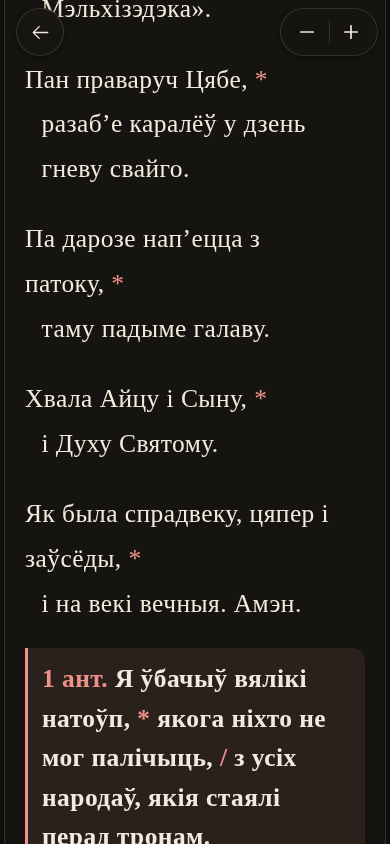 Мэльхізэдэка».
Пан праваруч Цябе, *
разаб’е каралёў у дзень
гневу свайго.
Па дарозе нап’ецца з
патоку, *
таму падыме галаву.
Хвала Айцу і Сыну, *
і Духу Святому.
Як была спрадвеку, цяпер і
заўсёды, *
і на векі вечныя. Амэн.
1 ант. Я ўбачыў вялікі
натоўп, * якога ніхто не
мог палічыць, / з усіх
народаў, якія стаялі
перад тронам.